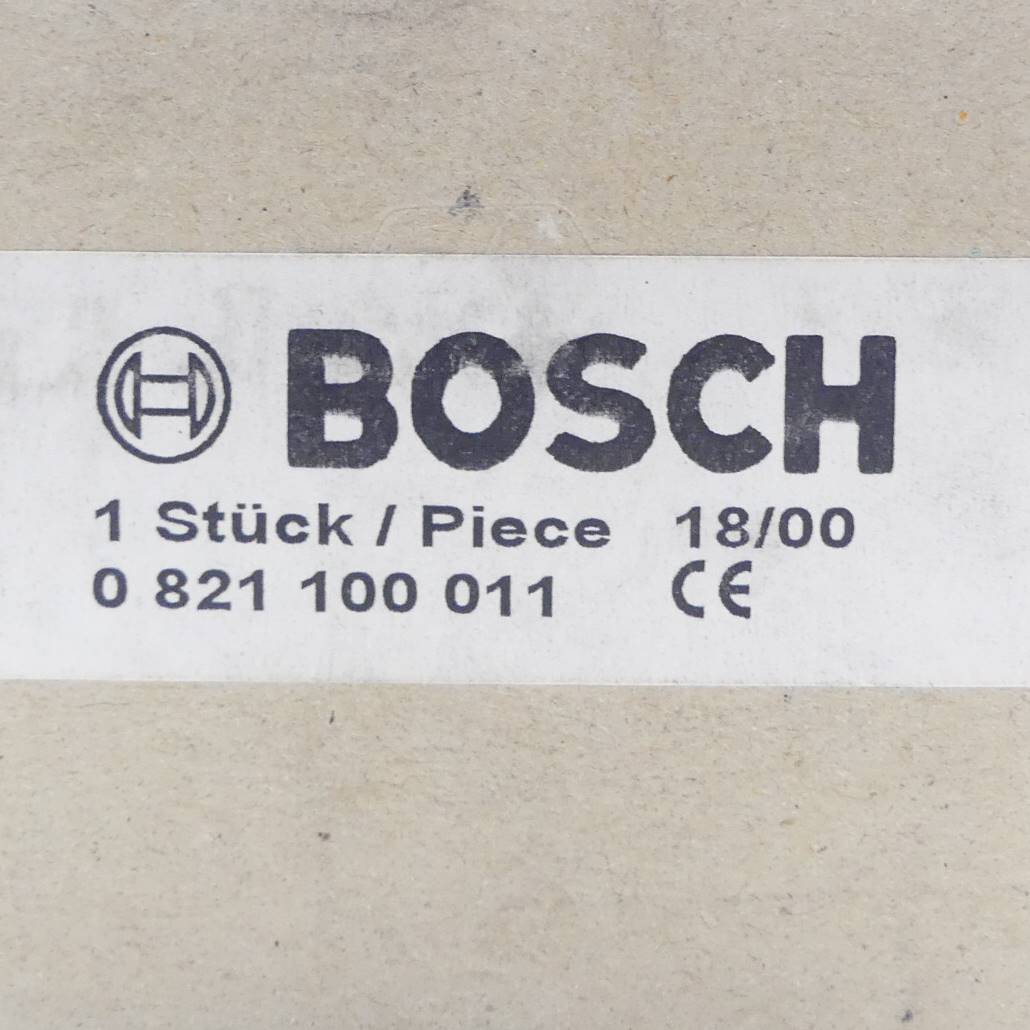 BOSCH
1 Stück / Piece 18/00
0 821 100 011 CE